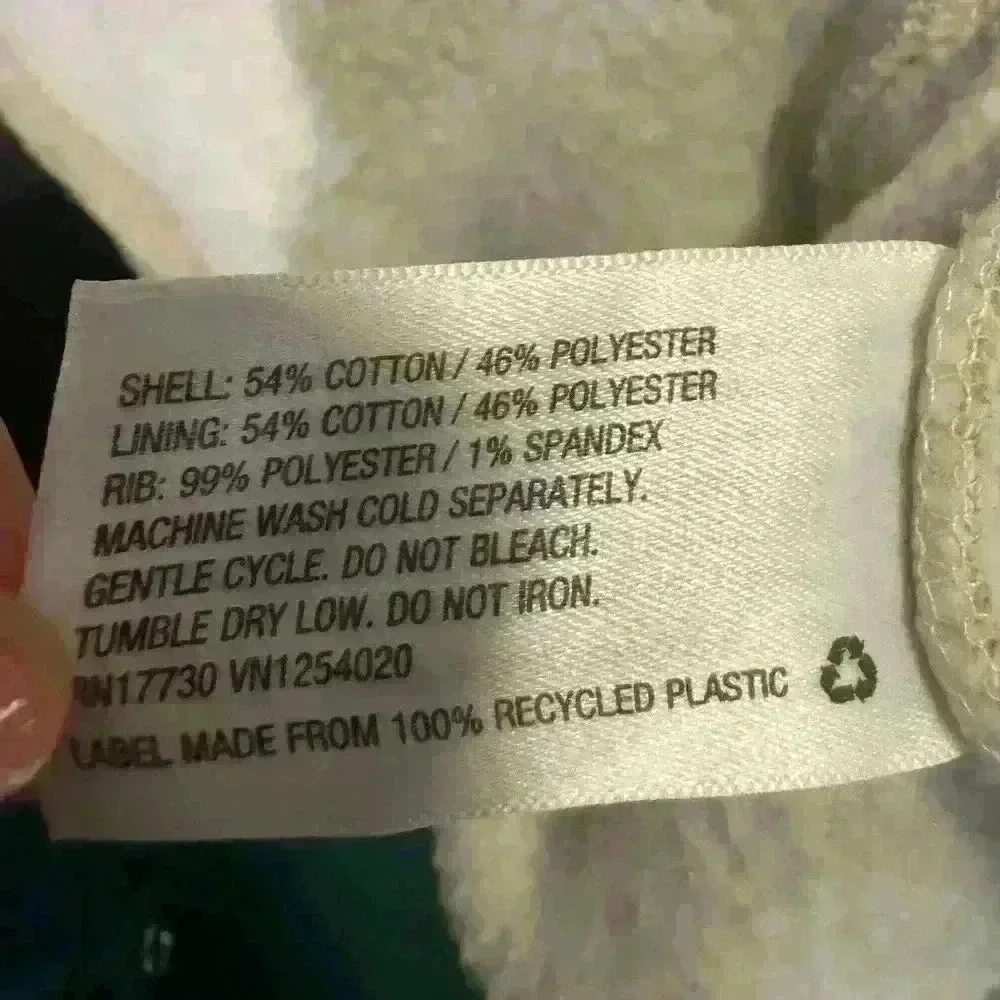 SHELL: 54% COTTON / 46% POLYESTER
LINING: 54% COTTON / 46% POLYESTER
RIB: 99% POLYESTER / 1% SPANDEX
MACHINE WASH COLD SEPARATELY.
GENTLE CYCLE. DO NOT BLEACH.
TUMBLE DRY LOW. DO NOT IRON.
RN17730 VN1254020
LABEL MADE FROM 100% RECYCLED PLASTIC